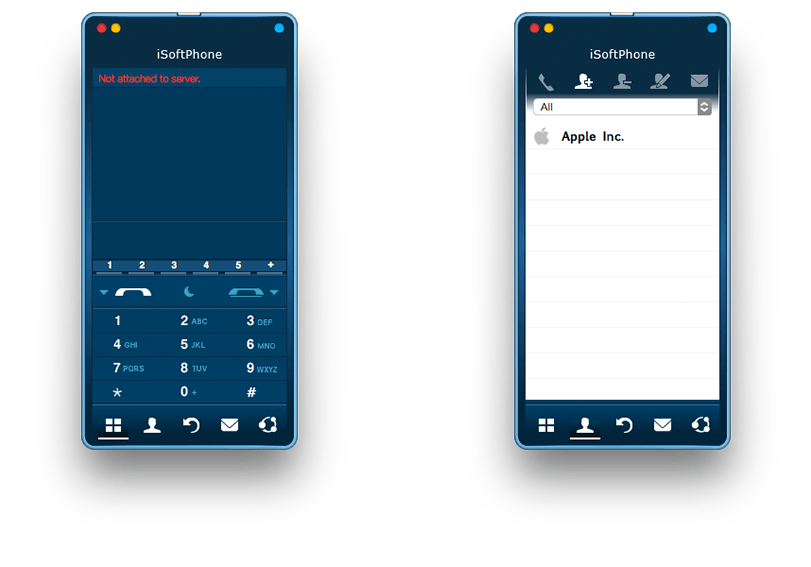 iSoftPhone
Not attached to server.
1 2 3 4 5 +
1 2 ABC 3 DEF
4 GHI 5 JKL 6 MNO
7 PQRS 8 TUV 9 WXYZ
* 0 + #
iSoftPhone
All
Apple Inc.